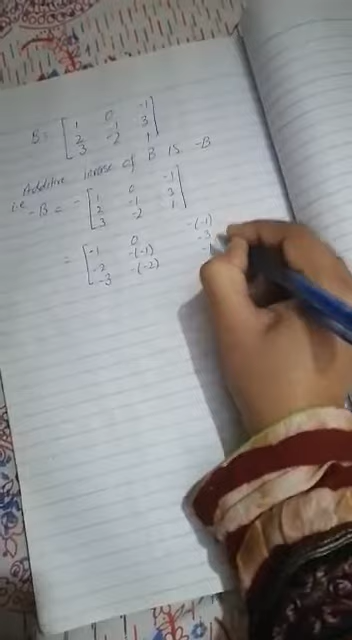 B = [ 1 0 -1
2 -1 3
3 -2 1 ]
Additive inverse of B is -B
i.e -B = - [ 1 0 -1
2 -1 3
3 -2 1 ]
= [ -1 0 -(-1)
-2 -(-1) -3
-3 -(-2) -1